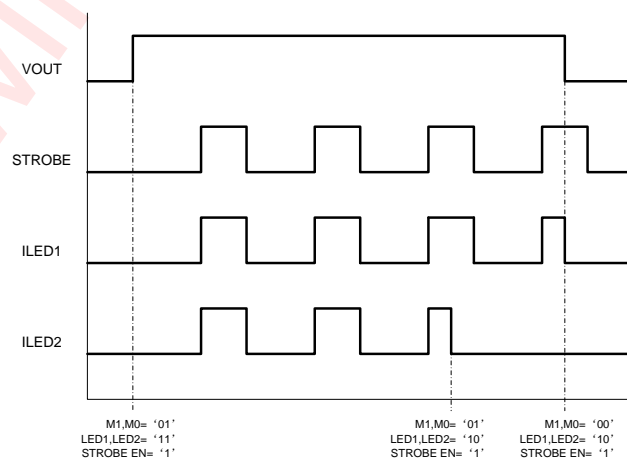 VOUT
STROBE
ILED1
ILED2
M1,M0= ‘01’
LED1,LED2= ‘11’
STROBE EN= ‘1’
M1,M0= ‘01’
LED1,LED2= ‘10’
STROBE EN= ‘1’
M1,M0= ‘00’
LED1,LED2= ‘10’
STROBE EN= ‘1’